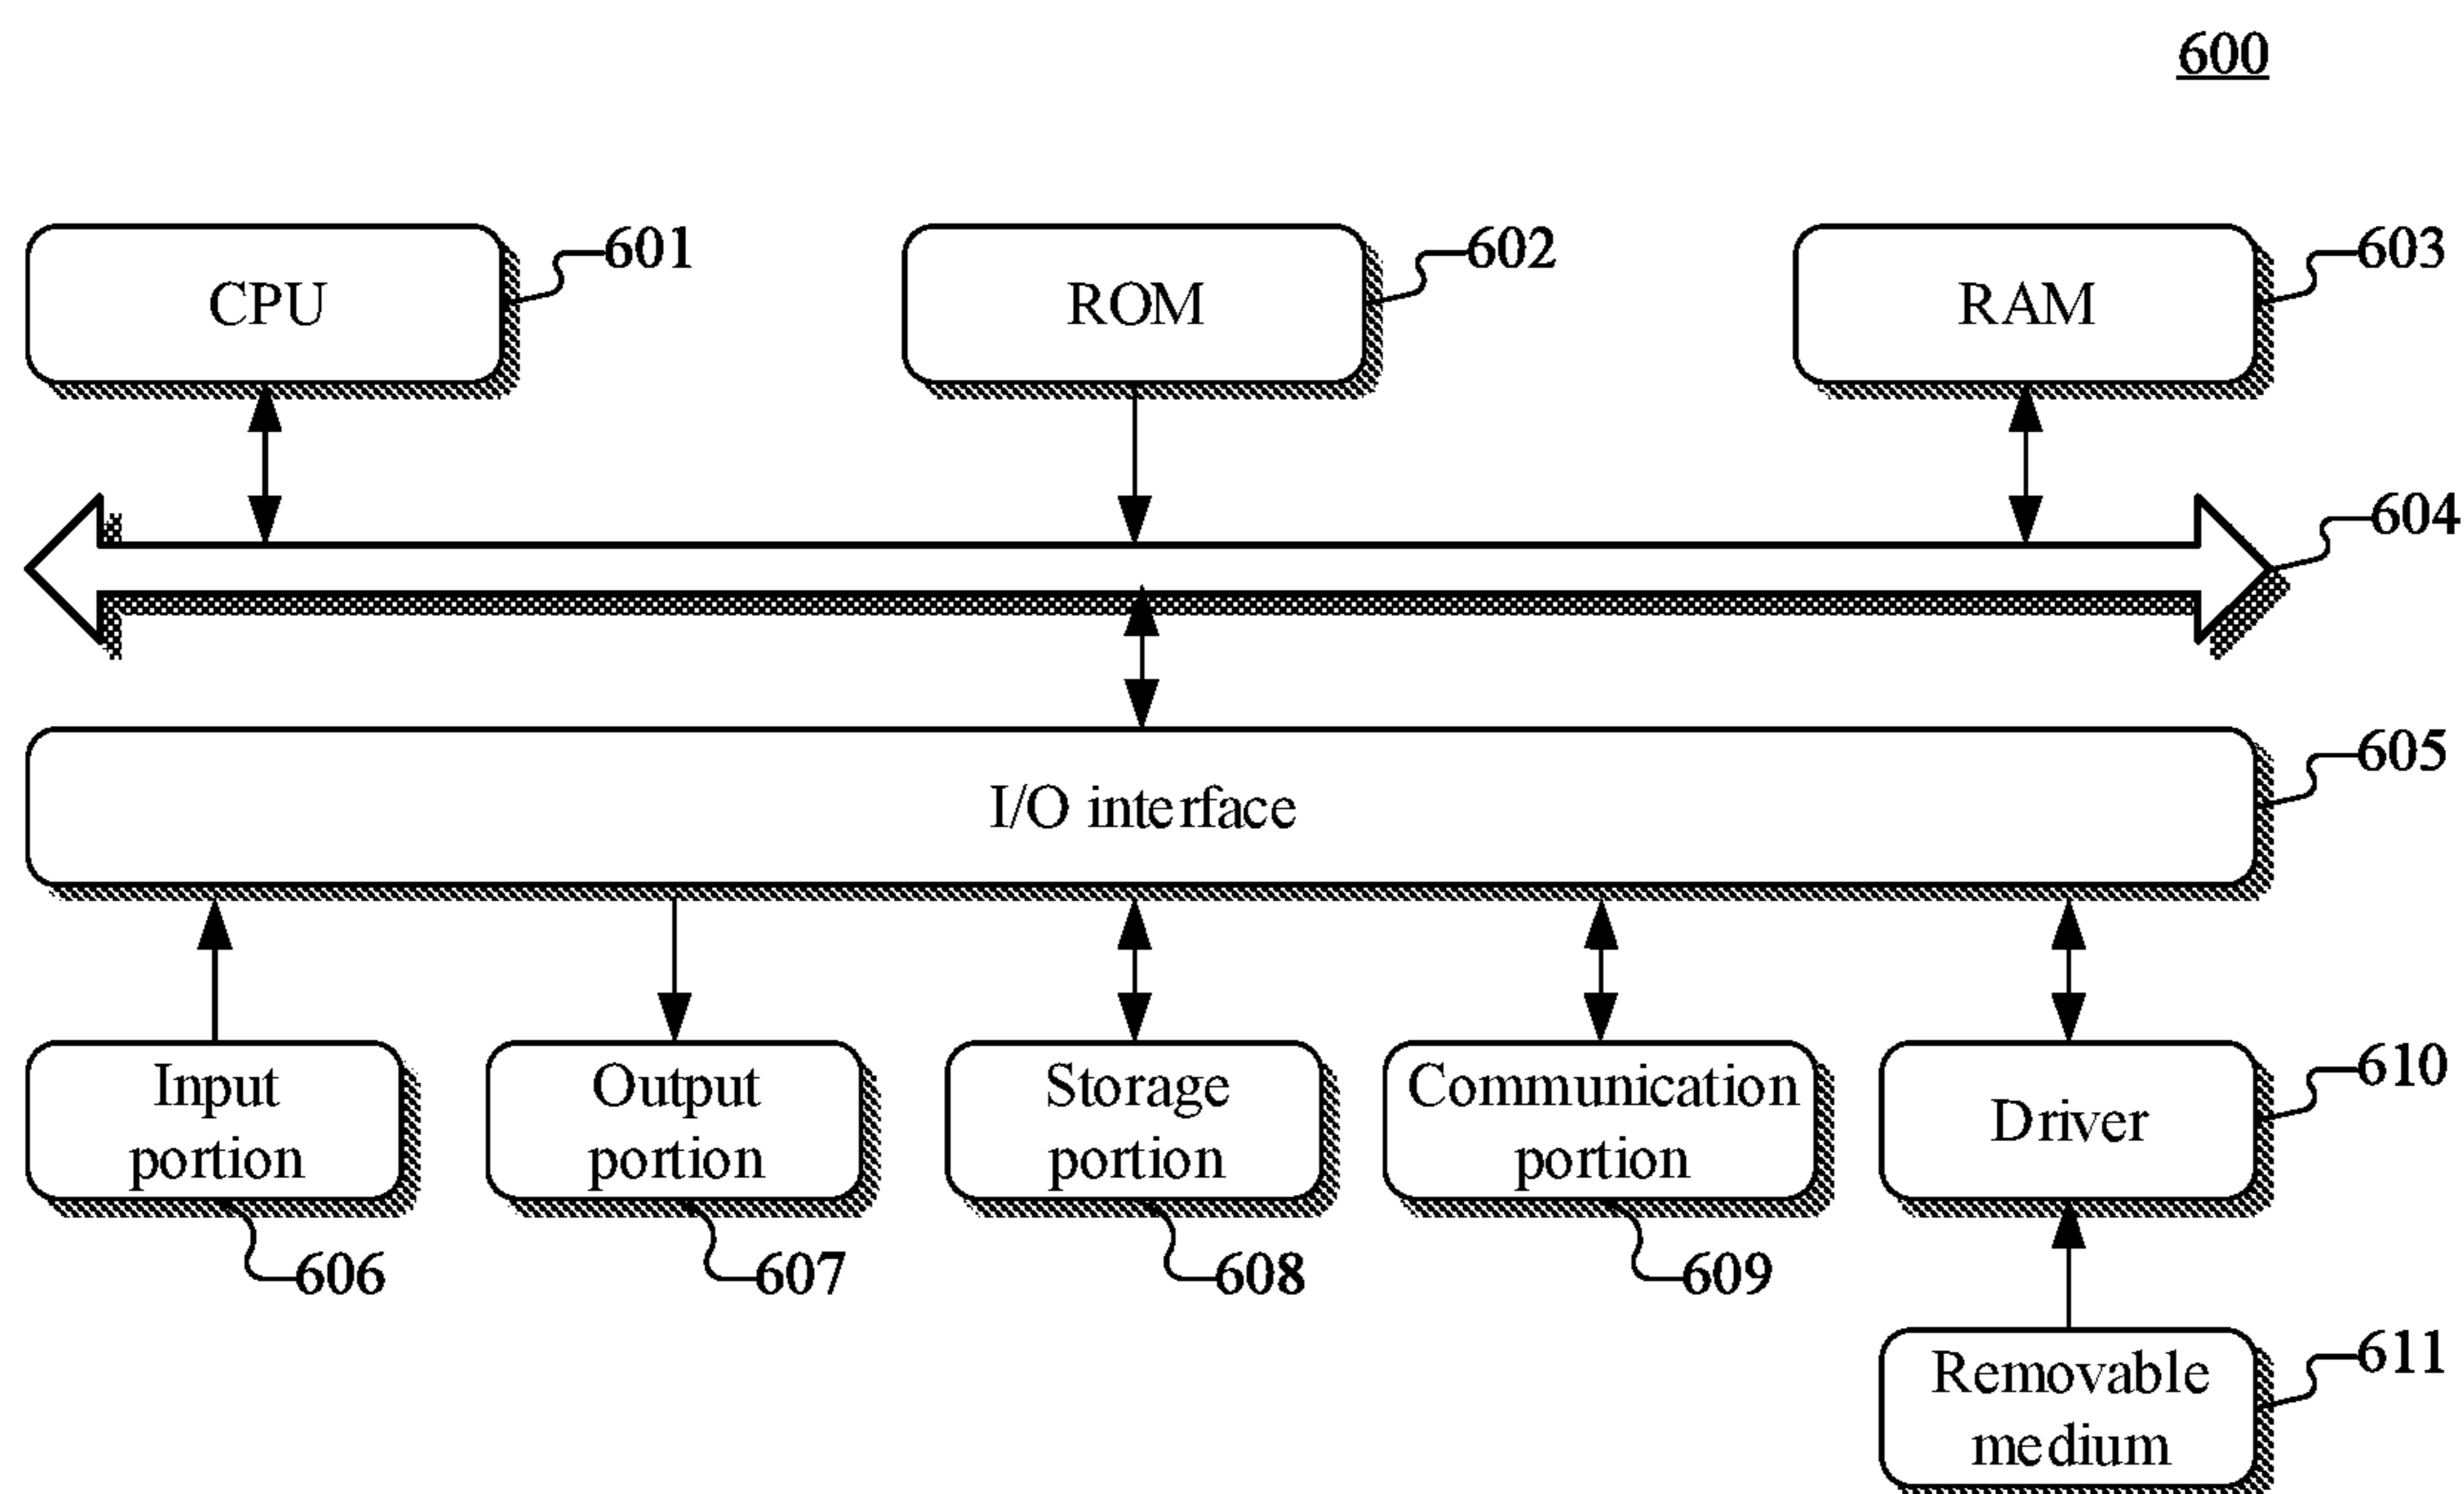 600
CPU
601
ROM
602
RAM
603
604
I/O interface
605
Input
portion
606
Output
portion
607
Storage
portion
608
Communication
portion
609
Driver
610
Removable
medium
611